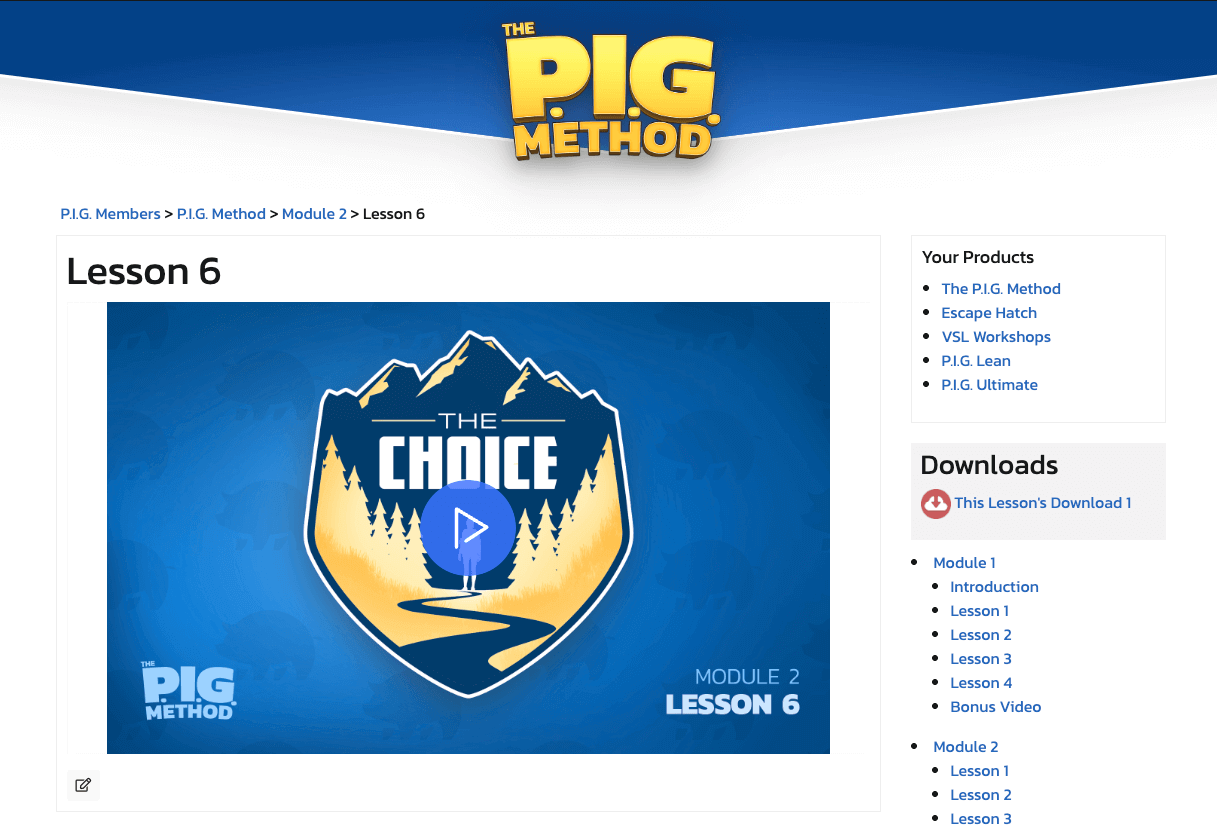 THE
P.I.G.
METHOD
P.I.G. Members > P.I.G. Method > Module 2 > Lesson 6
Lesson 6
THE
CHOICE
THE
P.I.G.
METHOD
MODULE 2
LESSON 6
Your Products
The P.I.G. Method
Escape Hatch
VSL Workshops
P.I.G. Lean
P.I.G. Ultimate
Downloads
This Lesson's Download 1
Module 1
Introduction
Lesson 1
Lesson 2
Lesson 3
Lesson 4
Bonus Video
Module 2
Lesson 1
Lesson 2
Lesson 3